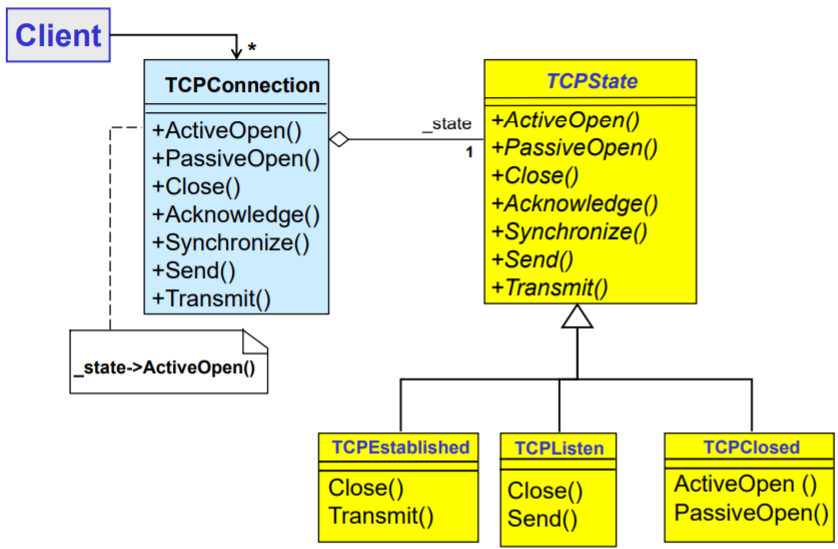 Client
*
TCPConnection
+ActiveOpen()
+PassiveOpen()
+Close()
+Acknowledge()
+Synchronize()
+Send()
+Transmit()
_state->ActiveOpen()
_state
1
TCPState
+ActiveOpen()
+PassiveOpen()
+Close()
+Acknowledge()
+Synchronize()
+Send()
+Transmit()
TCPEstablished
Close()
Transmit()
TCPListen
Close()
Send()
TCPClosed
ActiveOpen ()
PassiveOpen()